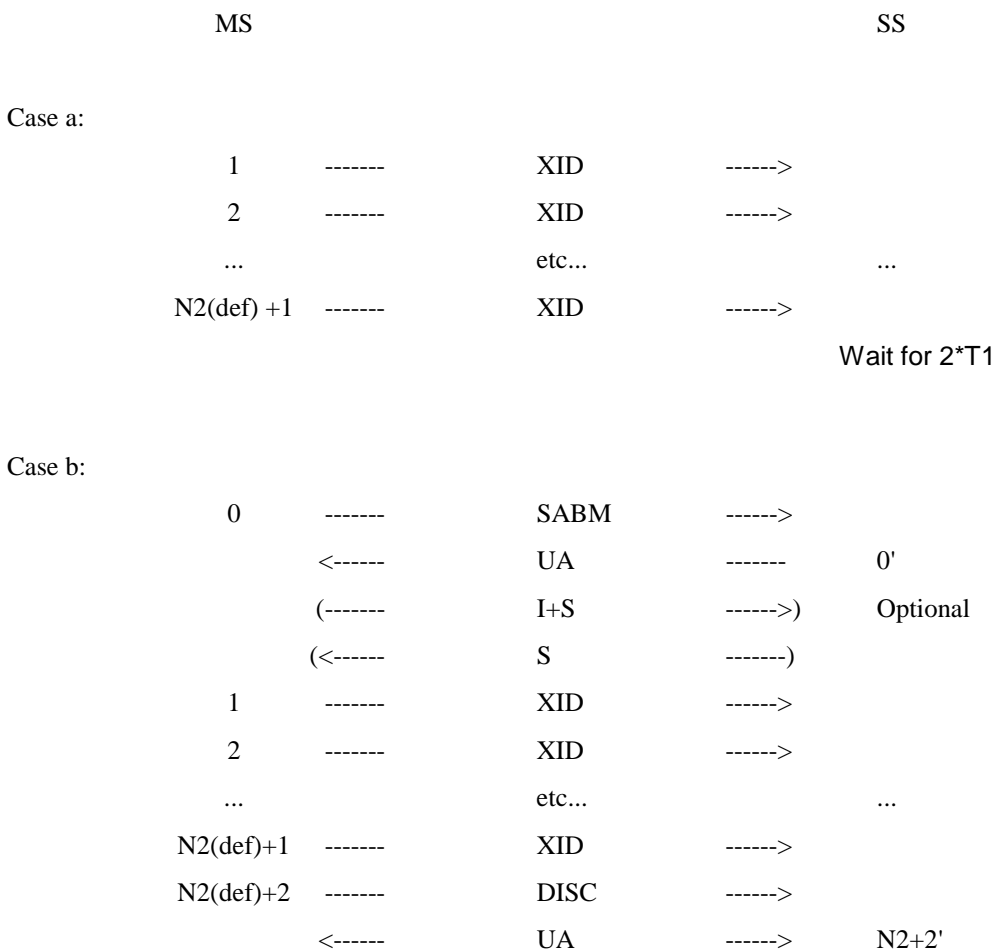 MS SS
Case a:
1 ------- XID ------>
2 ------- XID ------>
... etc... ...
N2(def) +1 ------- XID ------>
Wait for 2*T1
Case b:
0 ------- SABM ------>
<------ UA ------- 0'
(------- I+S ------>) Optional
(<------ S -------)
1 ------- XID ------>
2 ------- XID ------>
... etc... ...
N2(def)+1 ------- XID ------>
N2(def)+2 ------- DISC ------>
<------ UA ------> N2+2'